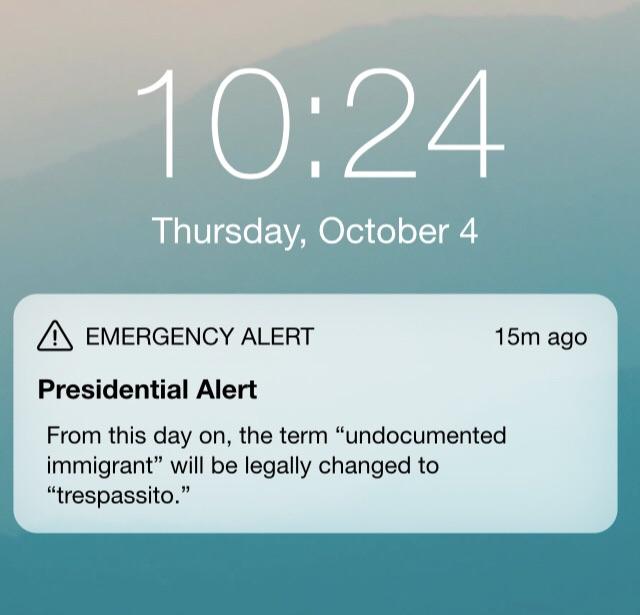 10:24
Thursday, October 4
EMERGENCY ALERT 15m ago
Presidential Alert
From this day on, the term “undocumented
immigrant” will be legally changed to
“trespassito.”